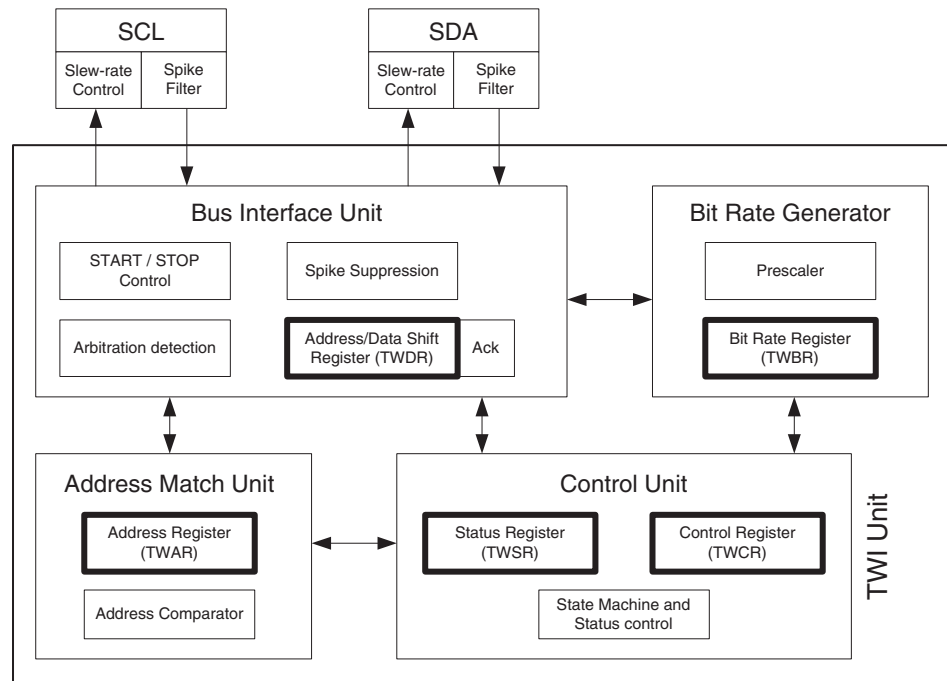 SCL
Slew-rate
Control
Spike
Filter
SDA
Slew-rate
Control
Spike
Filter
Bus Interface Unit
START / STOP
Control
Spike Suppression
Arbitration detection
Address/Data Shift
Register (TWDR)
Ack
Bit Rate Generator
Prescaler
Bit Rate Register
(TWBR)
Address Match Unit
Address Register
(TWAR)
Address Comparator
Control Unit
Status Register
(TWSR)
Control Register
(TWCR)
State Machine and
Status control
TWI Unit